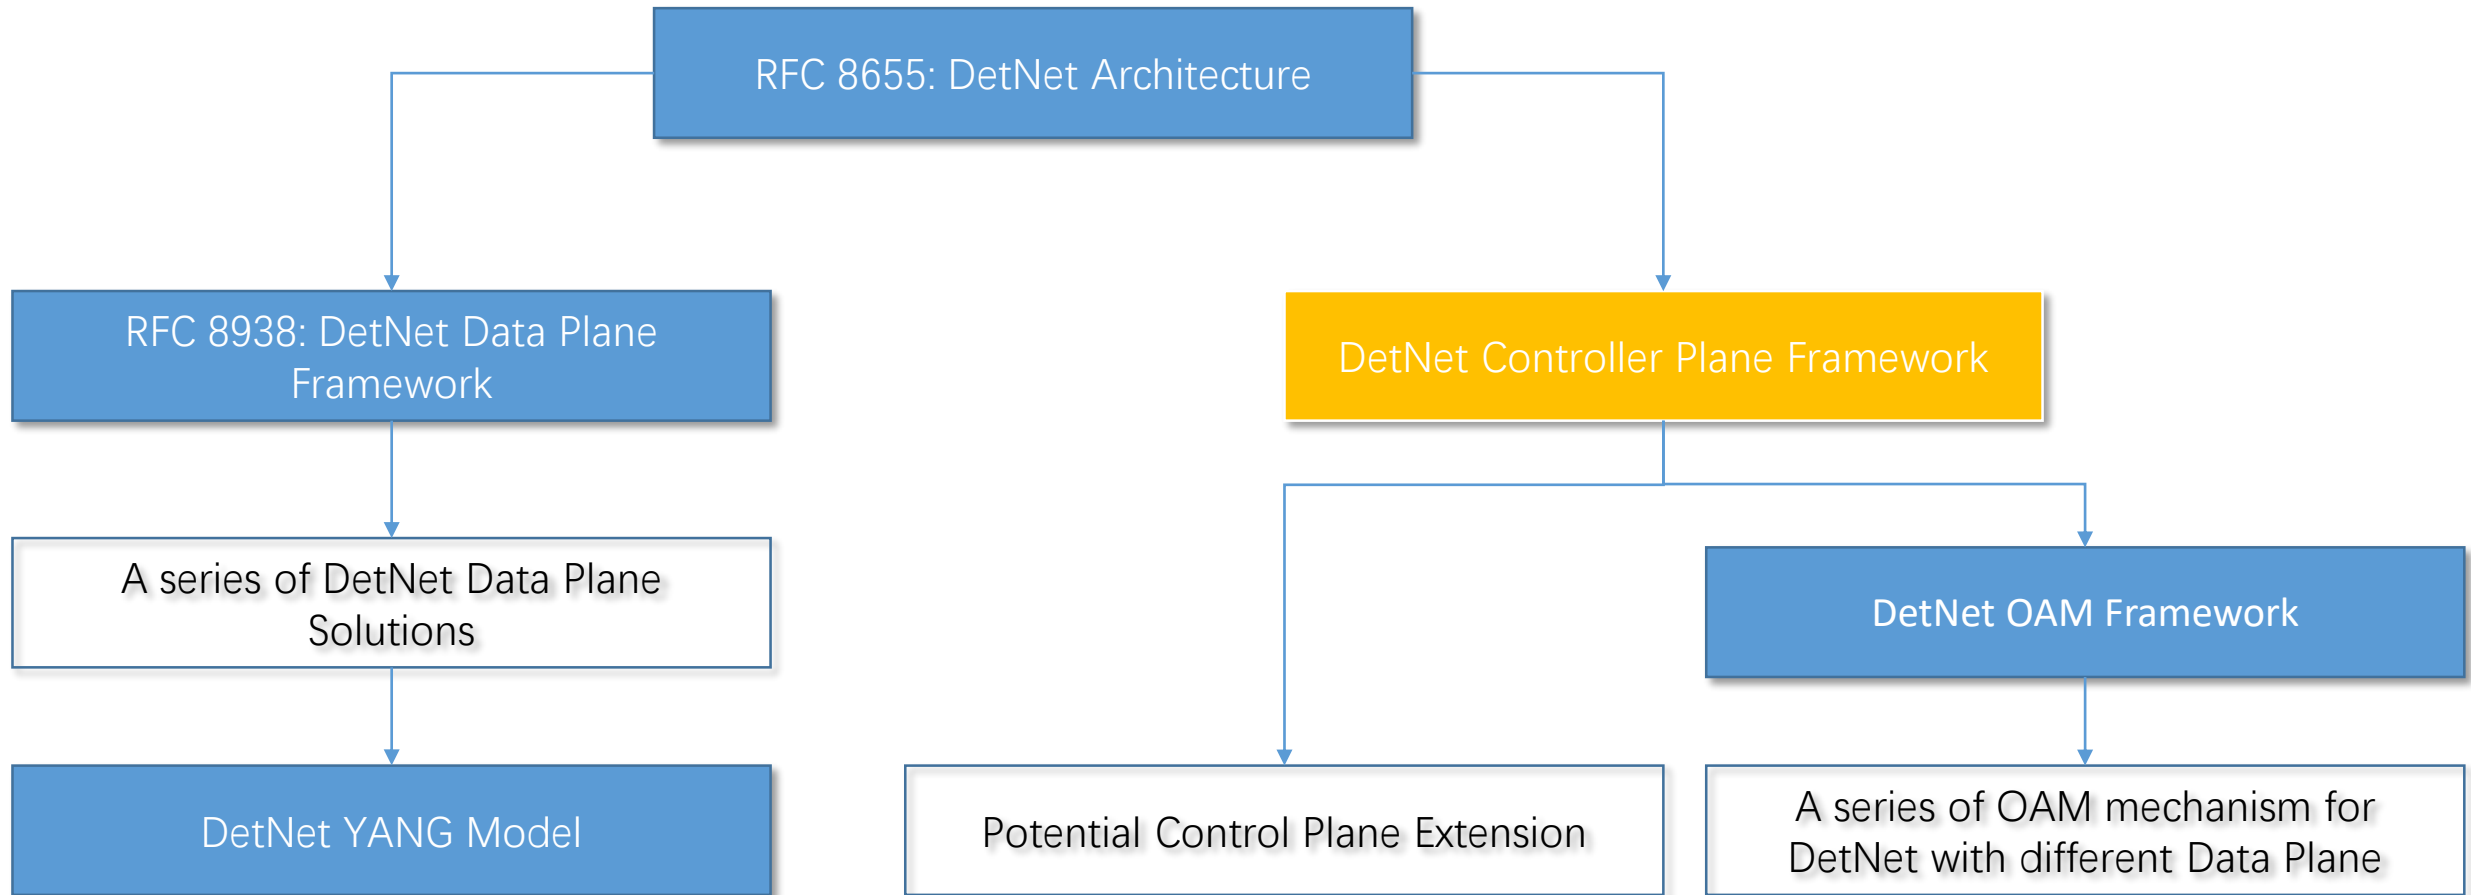 RFC 8655: DetNet Architecture
RFC 8938: DetNet Data Plane
Framework
DetNet Controller Plane Framework
A series of DetNet Data Plane
Solutions
DetNet OAM Framework
DetNet YANG Model
Potential Control Plane Extension
A series of OAM mechanism for
DetNet with different Data Plane